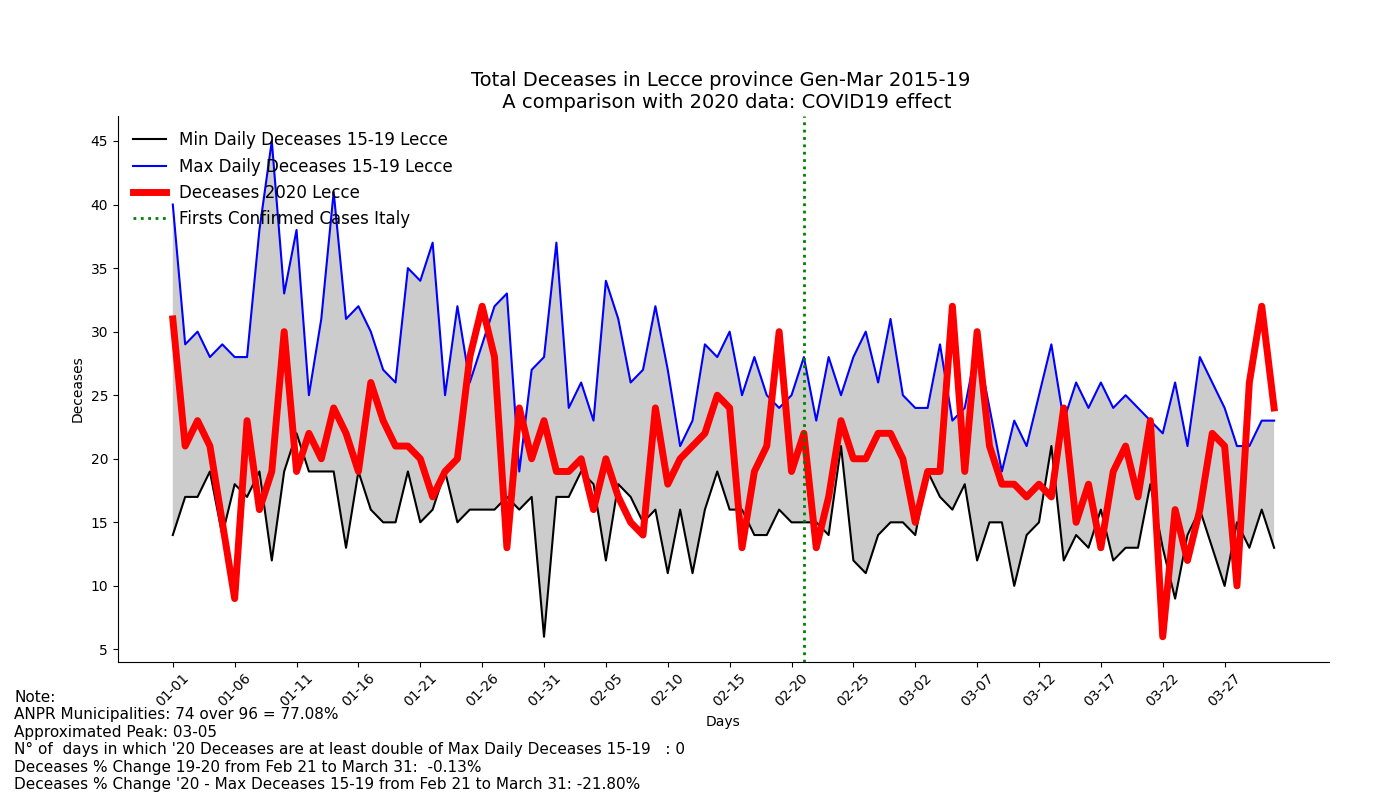 Total Deceases in Lecce province Gen-Mar 2015-19
A comparison with 2020 data: COVID19 effect
Min Daily Deceases 15-19 Lecce
Max Daily Deceases 15-19 Lecce
Deceases 2020 Lecce
Firsts Confirmed Cases Italy
45
40
35
30
25
20
15
10
5
Deceases
01-01 01-06 01-11 01-16 01-21 01-26 01-31 02-05 02-10 02-15 02-20 02-25 03-02 03-07 03-12 03-17 03-22 03-27
Days
Note:
ANPR Municipalities: 74 over 96 = 77.08%
Approximated Peak: 03-05
N° of  days in which '20 Deceases are at least double of Max Daily Deceases 15-19   : 0
Deceases % Change 19-20 from Feb 21 to March 31:  -0.13%
Deceases % Change '20 - Max Deceases 15-19 from Feb 21 to March 31: -21.80%